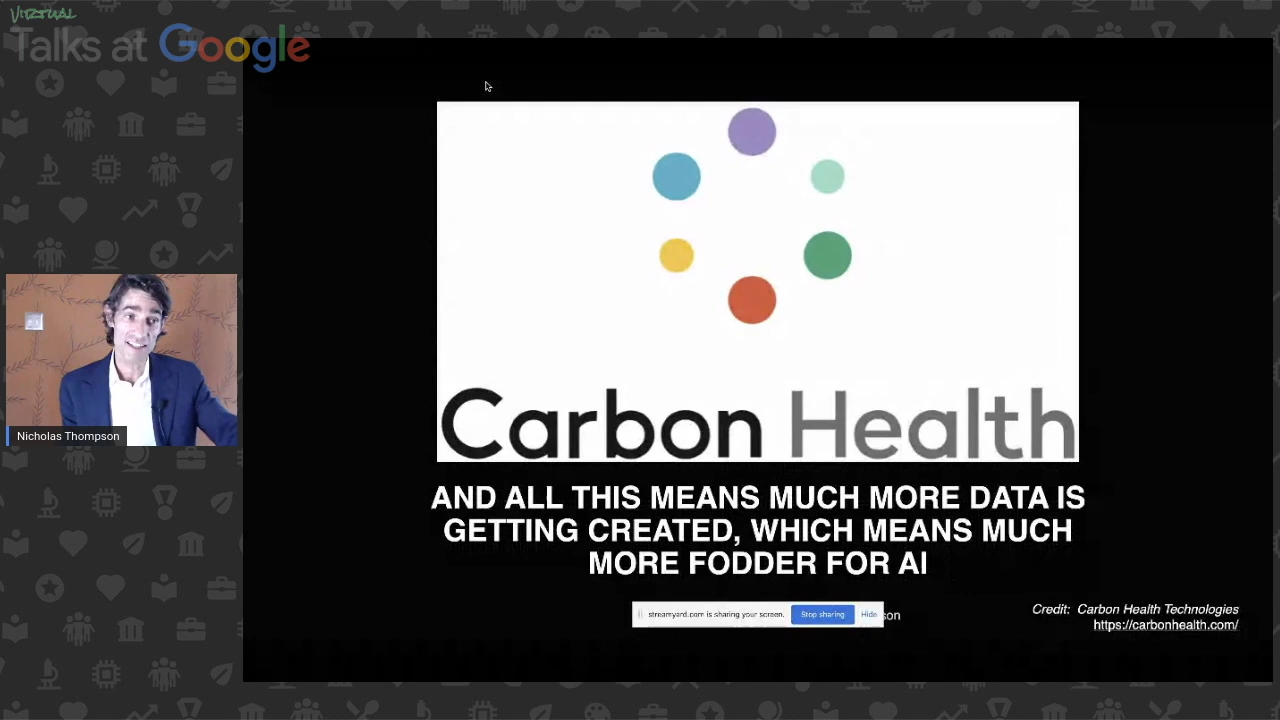 VIRTUAL
Talks at Google
Carbon Health
AND ALL THIS MEANS MUCH MORE DATA IS
GETTING CREATED, WHICH MEANS MUCH
MORE FODDER FOR AI
streamyard.com is sharing your screen.
Stop sharing
Hide
son
Credit: Carbon Health Technologies
https://carbonhealth.com/
Nicholas Thompson